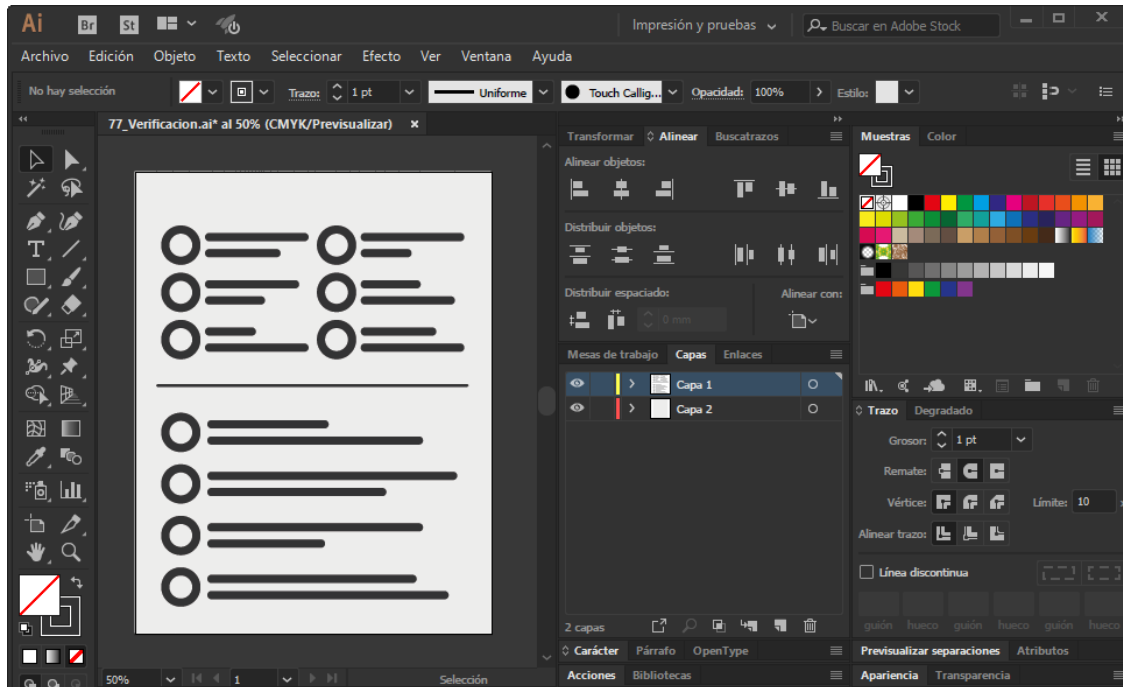 Ai Br St Impresión y pruebas Buscar en Adobe Stock
Archivo Edición Objeto Texto Seleccionar Efecto Ver Ventana Ayuda
No hay selección Trazo: 1 pt Uniforme Touch Callig... Opacidad: 100% Estilo:
77_Verificacion.ai* al 50% (CMYK/Previsualizar) ×
Transformar Alinear Buscatrazos
Alinear objetos:
Distribuir objetos:
Distribuir espaciado: Alinear con:
0 mm
Mesas de trabajo Capas Enlaces
Capa 1
Capa 2
2 capas
Carácter Párrafo OpenType
Acciones Bibliotecas
Muestras Color
Trazo Degradado
Grosor: 1 pt
Remate:
Vértice: Límite: 10
Alinear trazo:
Línea discontinua
guión hueco guión hueco guión hueco
Previsualizar separaciones Atributos
Apariencia Transparencia
50% 1 Selección